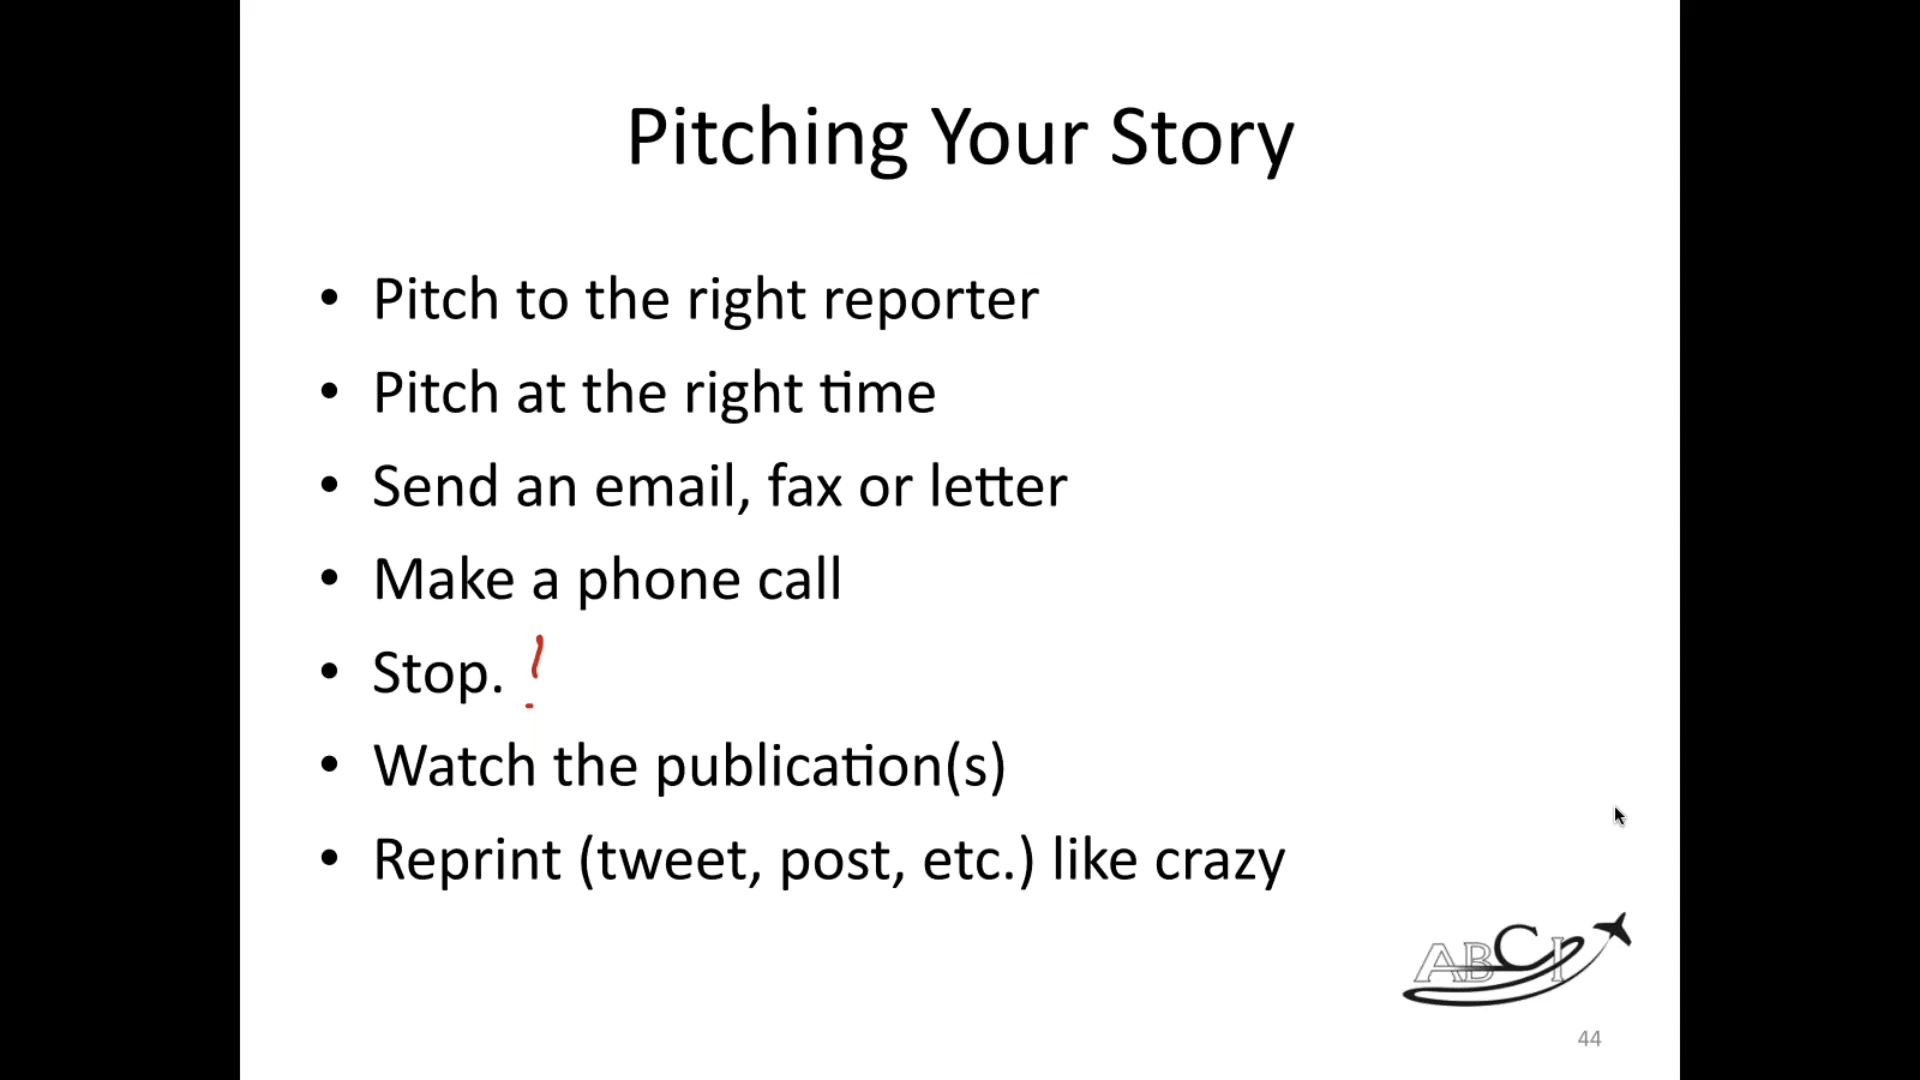 Pitching Your Story
• Pitch to the right reporter
• Pitch at the right time
• Send an email, fax or letter
• Make a phone call
• Stop. !
• Watch the publication(s)
• Reprint (tweet, post, etc.) like crazy
ABCI
44